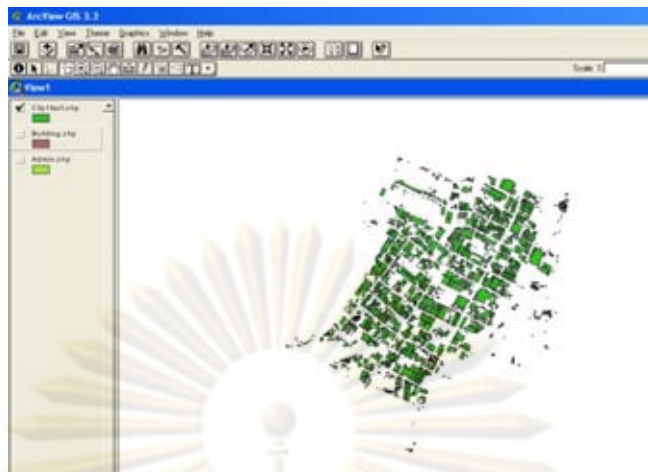 ArcView GIS 3.3
File Edit View Theme Graphics Window Help
Scale 1:
View1
Building.shp
Admin.shp